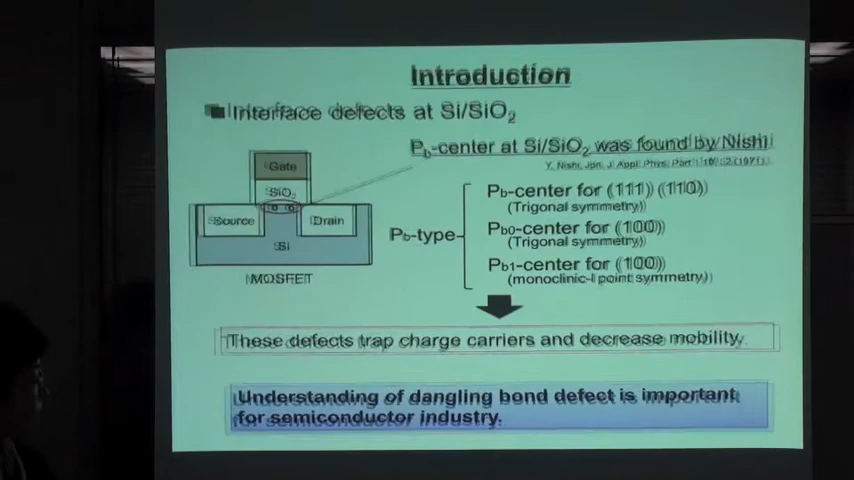 Introduction
Interface defects at Si/SiO2
Pb-center at Si/SiO2 was found by Nishi
Y. Nishi, Jpn. J. Appl. Phys. Part 1
Gate
SiO2
Source
Drain
Si
MOSFET
Pb-type
Pb-center for (111) (110)
(Trigonal symmetry)
Pb0-center for (100)
(Trigonal symmetry)
Pb1-center for (100)
(monoclinic-I point symmetry)
These defects trap charge carriers and decrease mobility.
Understanding of dangling bond defect is important
for semiconductor industry.